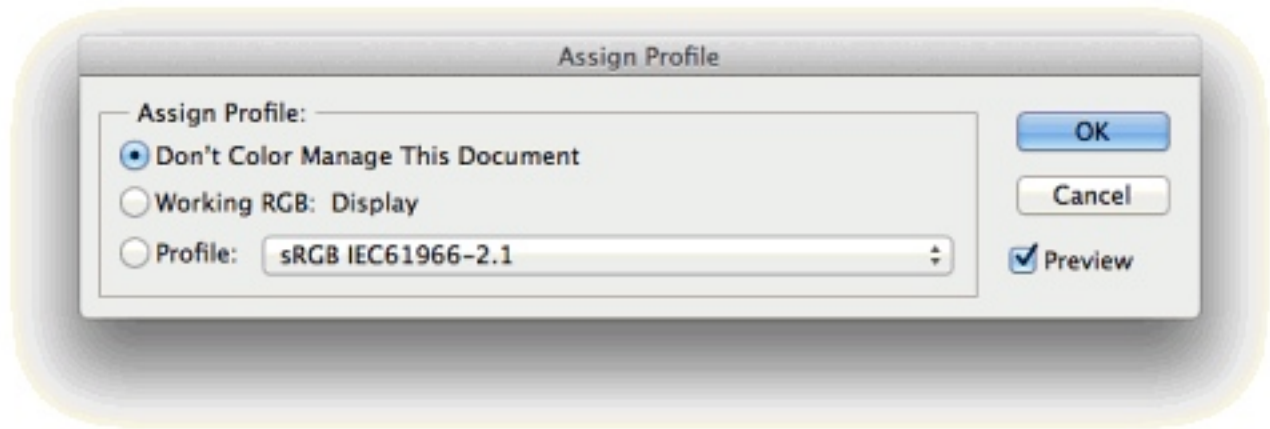 Assign Profile
Assign Profile:
Don't Color Manage This Document
Working RGB: Display
Profile: sRGB IEC61966-2.1
OK
Cancel
Preview